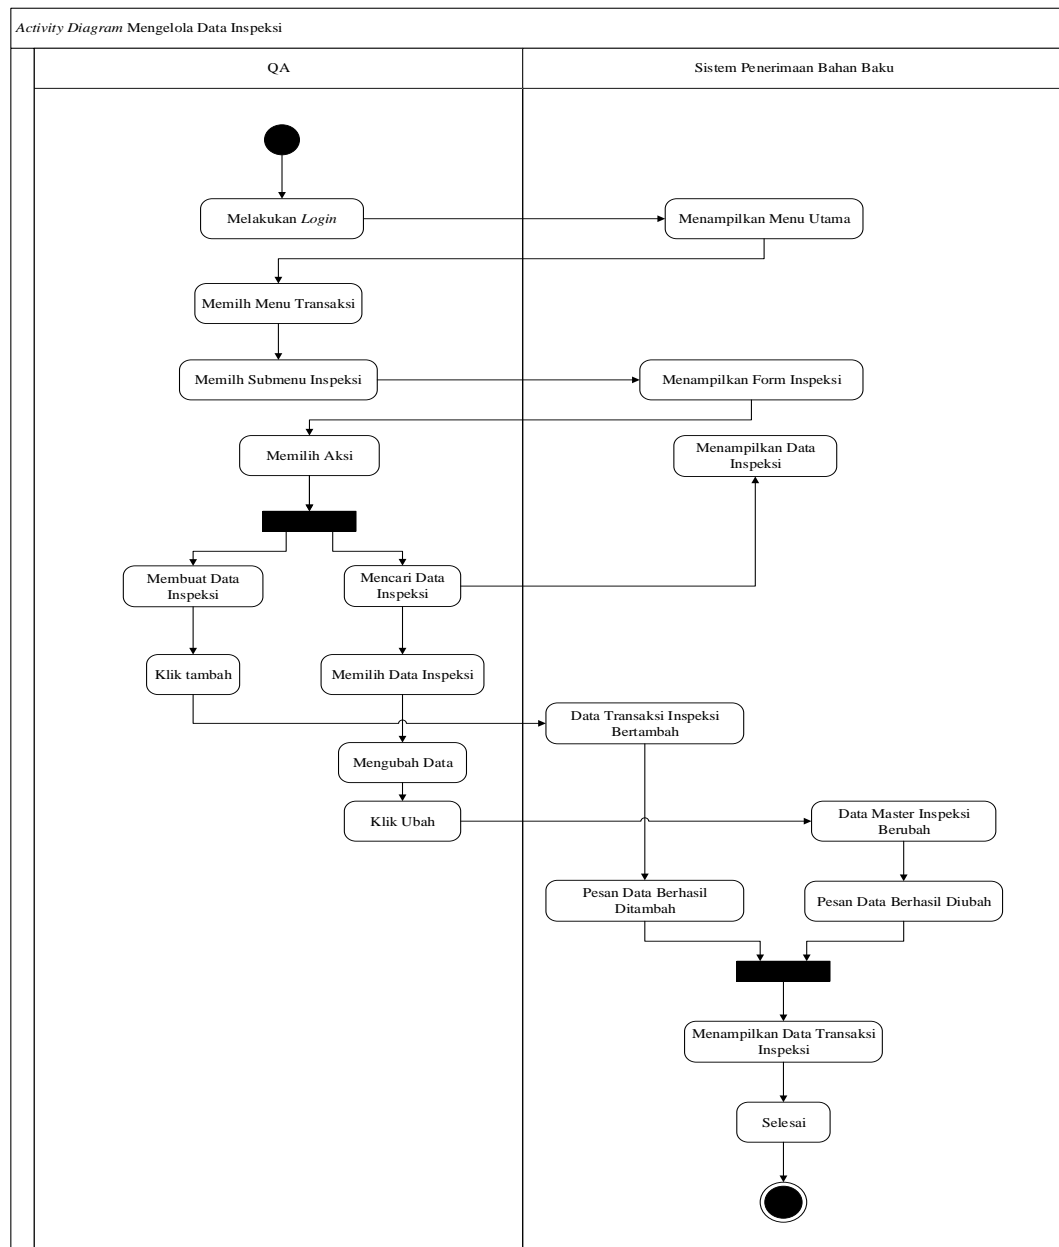 Activity Diagram Mengelola Data Inspeksi
QA
Sistem Penerimaan Bahan Baku
Melakukan Login
Menampilkan Menu Utama
Memilh Menu Transaksi
Memilh Submenu Inspeksi
Menampilkan Form Inspeksi
Memilih Aksi
Menampilkan Data
Inspeksi
Membuat Data
Inspeksi
Mencari Data
Inspeksi
Klik tambah
Memilih Data Inspeksi
Data Transaksi Inspeksi
Bertambah
Mengubah Data
Klik Ubah
Data Master Inspeksi
Berubah
Pesan Data Berhasil
Ditambah
Pesan Data Berhasil Diubah
Menampilkan Data Transaksi
Inspeksi
Selesai